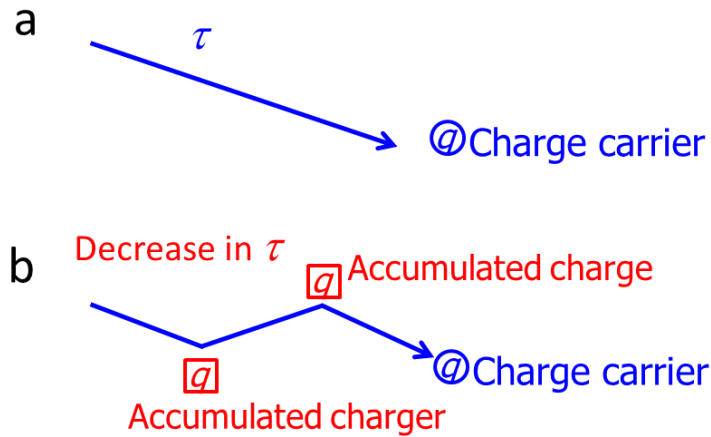 a
τ
q Charge carrier
Decrease in τ
b
q Accumulated charge
q Charge carrier
q
Accumulated charger